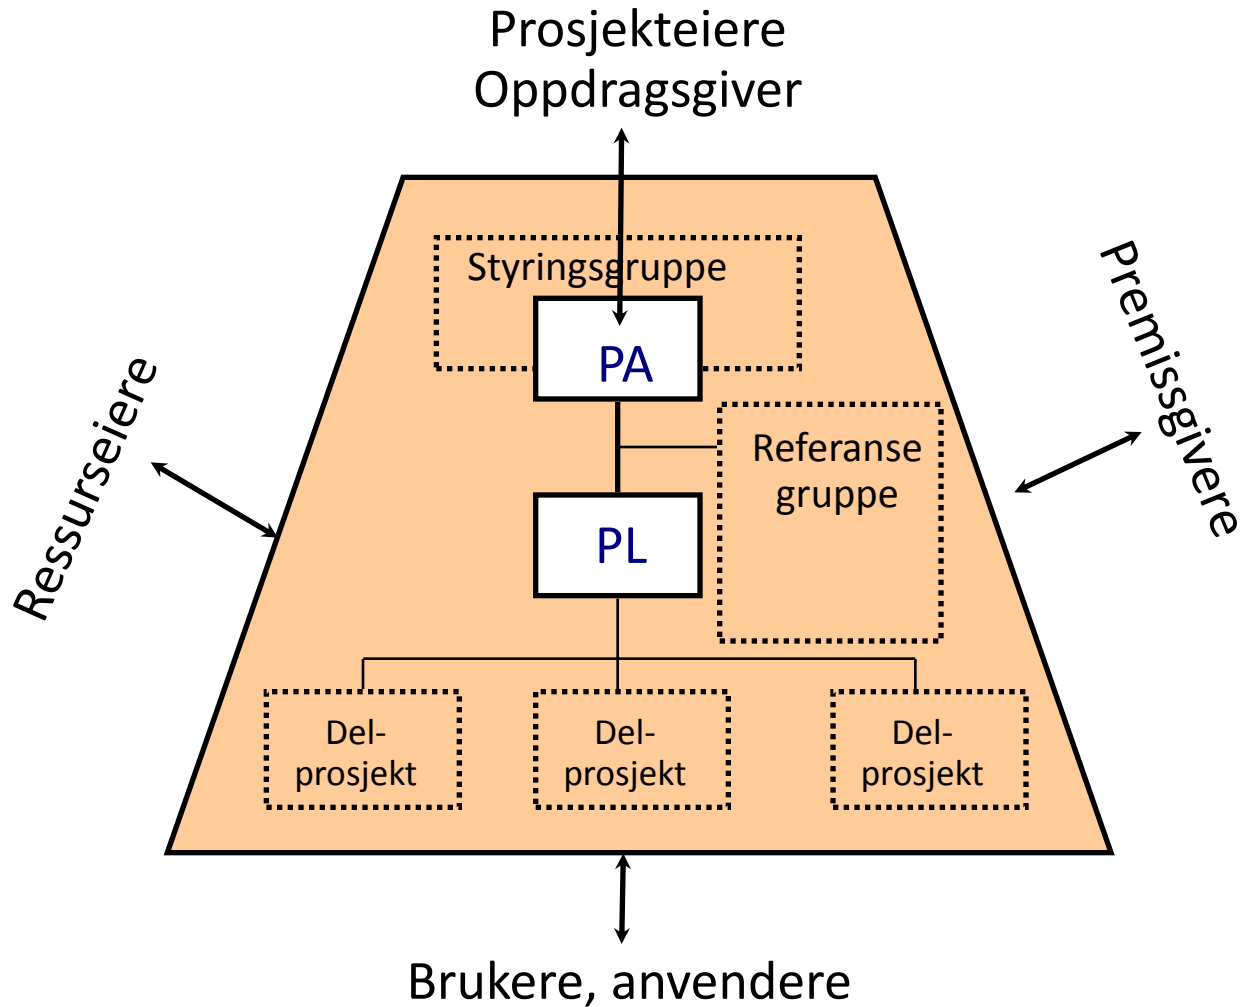 Prosjekteiere
Oppdragsgiver
Styringsgruppe
PA
Referanse
gruppe
PL
Del-
prosjekt
Del-
prosjekt
Del-
prosjekt
Ressurseiere
Premissgivere
Brukere, anvendere